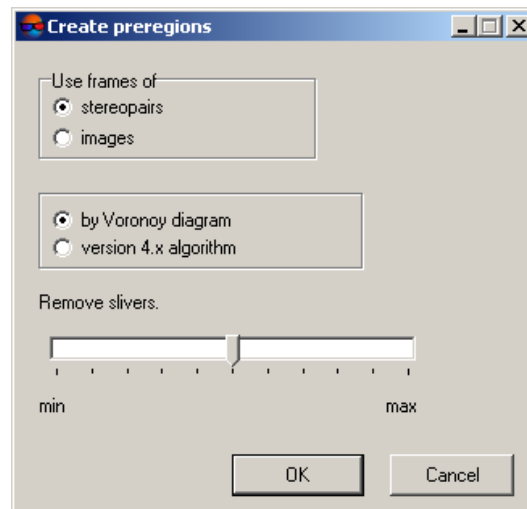 Create preregions
Use frames of
stereopairs
images
by Voronoy diagram
version 4.x algorithm
Remove slivers.
min max
OK Cancel